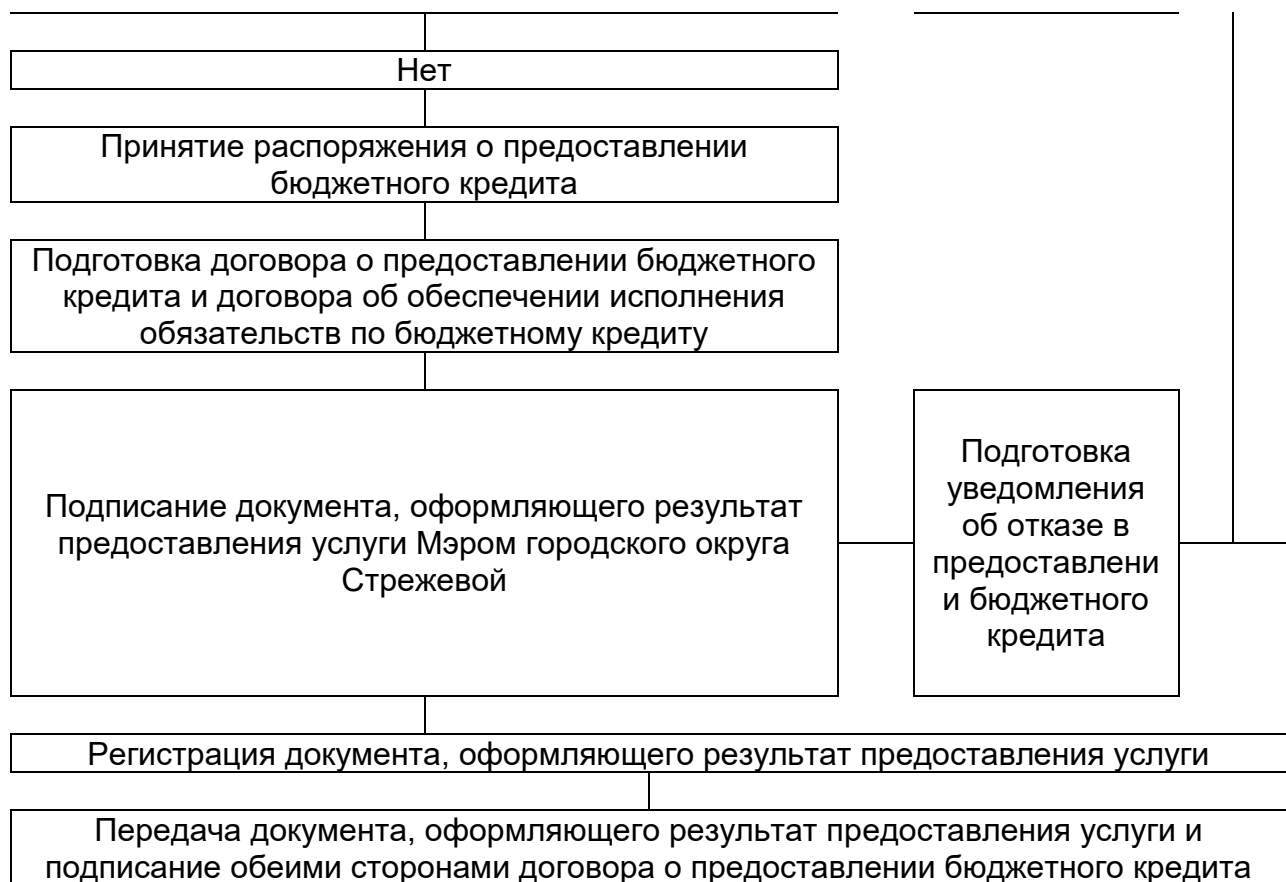 Нет
Принятие распоряжения о предоставлении
бюджетного кредита
Подготовка договора о предоставлении бюджетного
кредита и договора об обеспечении исполнения
обязательств по бюджетному кредиту
Подписание документа, оформляющего результат
предоставления услуги Мэром городского округа
Стрежевой
Подготовка
уведомления
об отказе в
предоставлени
и бюджетного
кредита
Регистрация документа, оформляющего результат предоставления услуги
Передача документа, оформляющего результат предоставления услуги и
подписание обеими сторонами договора о предоставлении бюджетного кредита